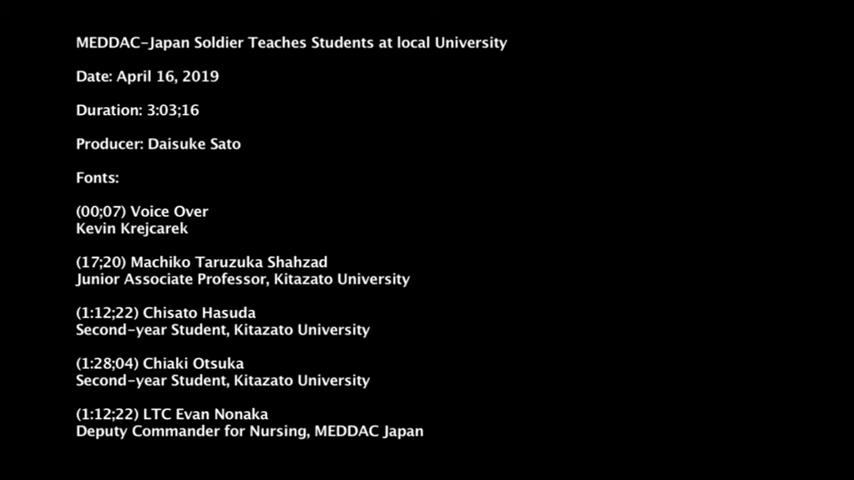 MEDDAC-Japan Soldier Teaches Students at local University
Date: April 16, 2019
Duration: 3:03;16
Producer: Daisuke Sato
Fonts:
(00;07) Voice Over
Kevin Krejcarek
(17;20) Machiko Taruzuka Shahzad
Junior Associate Professor, Kitazato University
(1:12;22) Chisato Hasuda
Second-year Student, Kitazato University
(1:28;04) Chiaki Otsuka
Second-year Student, Kitazato University
(1:12;22) LTC Evan Nonaka
Deputy Commander for Nursing, MEDDAC Japan